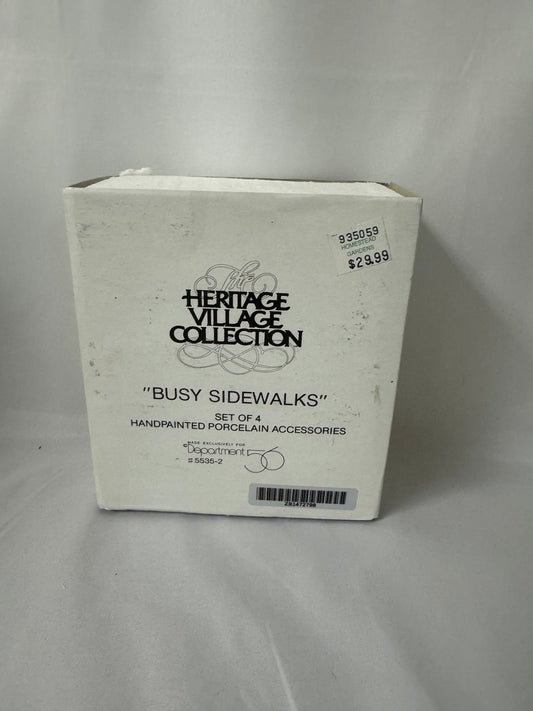 935059
HOMESTEAD
GARDENS
$29.99
The
HERITAGE
VILLAGE
COLLECTION
"BUSY SIDEWALKS"
SET OF 4
HANDPAINTED PORCELAIN ACCESSORIES
MADE EXCLUSIVELY FOR
©Department 56
# 5535-2